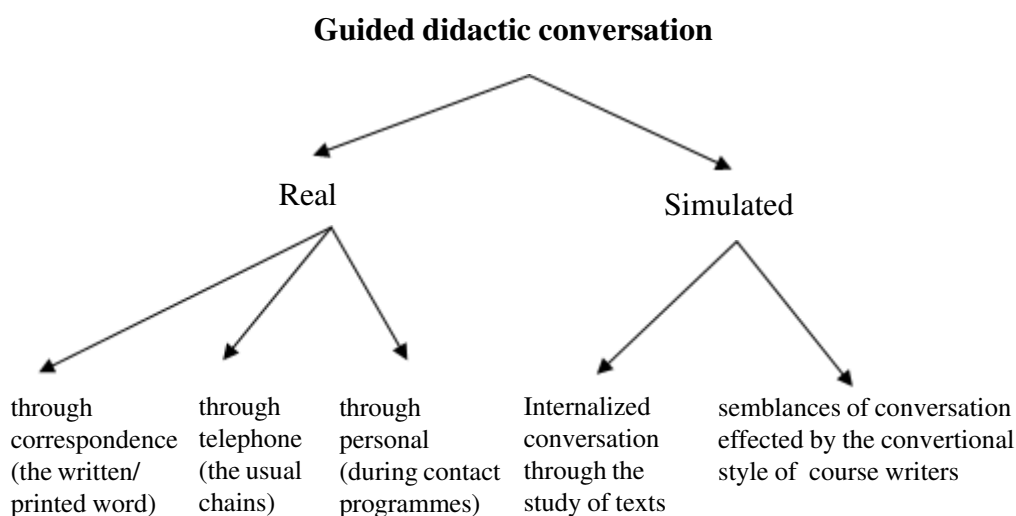 Guided didactic conversation
Real
Simulated
through
correspondence
(the written/
printed word)
through
telephone
(the usual
chains)
through
personal
(during contact
programmes)
Internalized
conversation
through the
study of texts
semblances of conversation
effected by the convertional
style of course writers